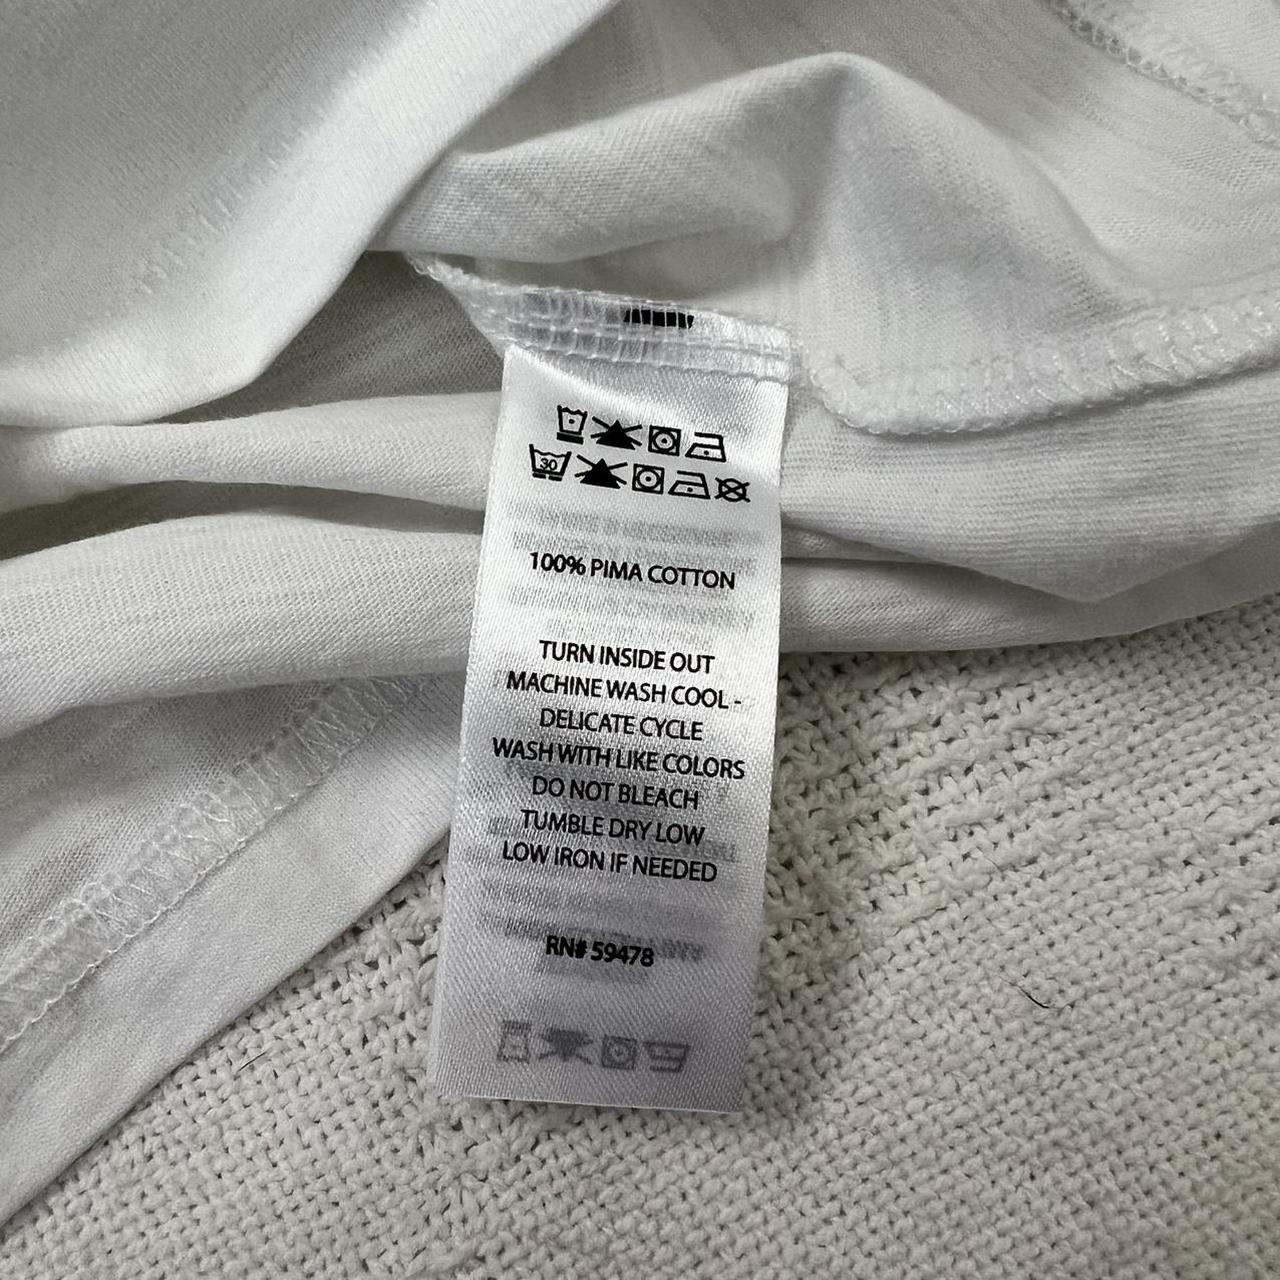 30
100% PIMA COTTON
TURN INSIDE OUT
MACHINE WASH COOL -
DELICATE CYCLE
WASH WITH LIKE COLORS
DO NOT BLEACH
TUMBLE DRY LOW
LOW IRON IF NEEDED
RN# 59478